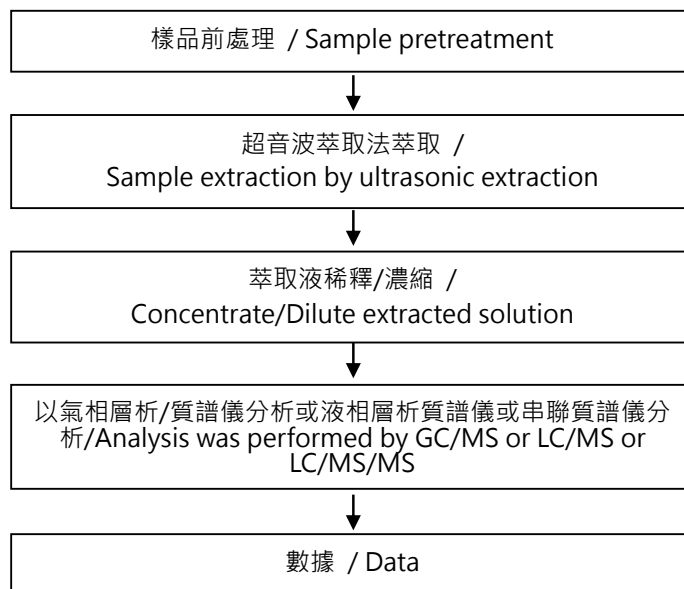 樣品前處理 / Sample pretreatment
超音波萃取法萃取 /
Sample extraction by ultrasonic extraction
萃取液稀釋/濃縮 /
Concentrate/Dilute extracted solution
以氣相層析/質譜儀分析或液相層析質譜儀或串聯質譜儀分
析/Analysis was performed by GC/MS or LC/MS or
LC/MS/MS
數據 / Data